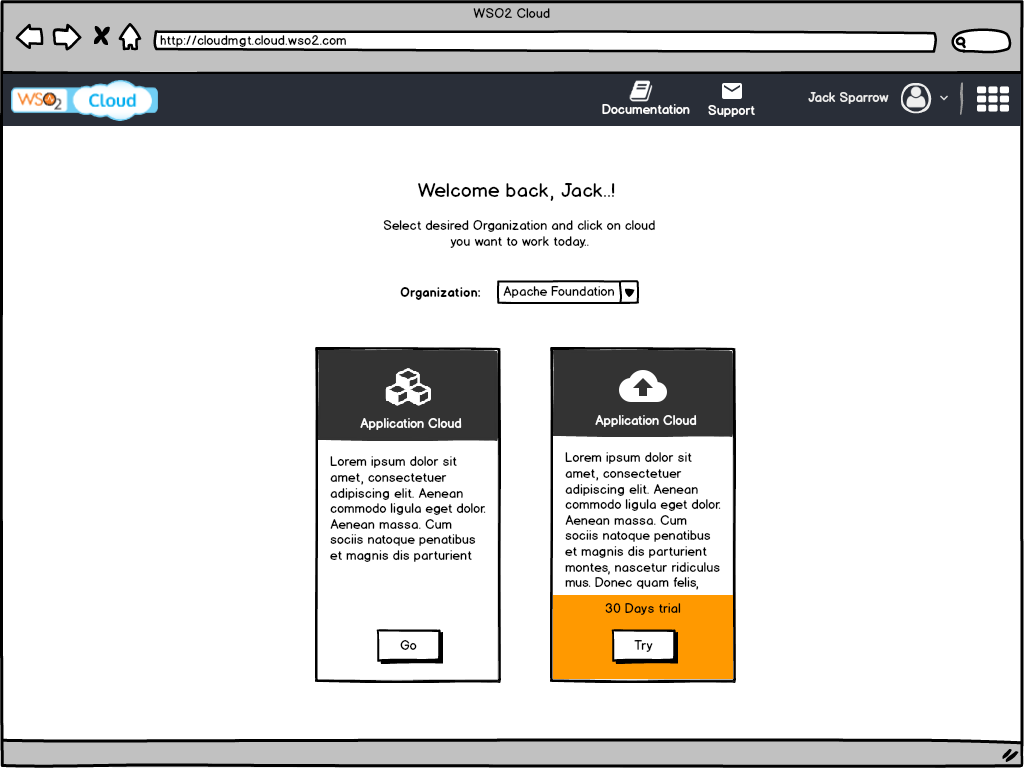 WSO2 Cloud
http://cloudmgt.cloud.wso2.com
WSO2 Cloud
Documentation
Support
Jack Sparrow
Welcome back, Jack..!
Select desired Organization and click on cloud
you want to work today..
Organization: Apache Foundation
Application Cloud
Lorem ipsum dolor sit
amet, consectetuer
adipiscing elit. Aenean
commodo ligula eget dolor.
Aenean massa. Cum
sociis natoque penatibus
et magnis dis parturient
Go
Application Cloud
Lorem ipsum dolor sit
amet, consectetuer
adipiscing elit. Aenean
commodo ligula eget dolor.
Aenean massa. Cum
sociis natoque penatibus
et magnis dis parturient
montes, nascetur ridiculus
mus. Donec quam felis,
30 Days trial
Try